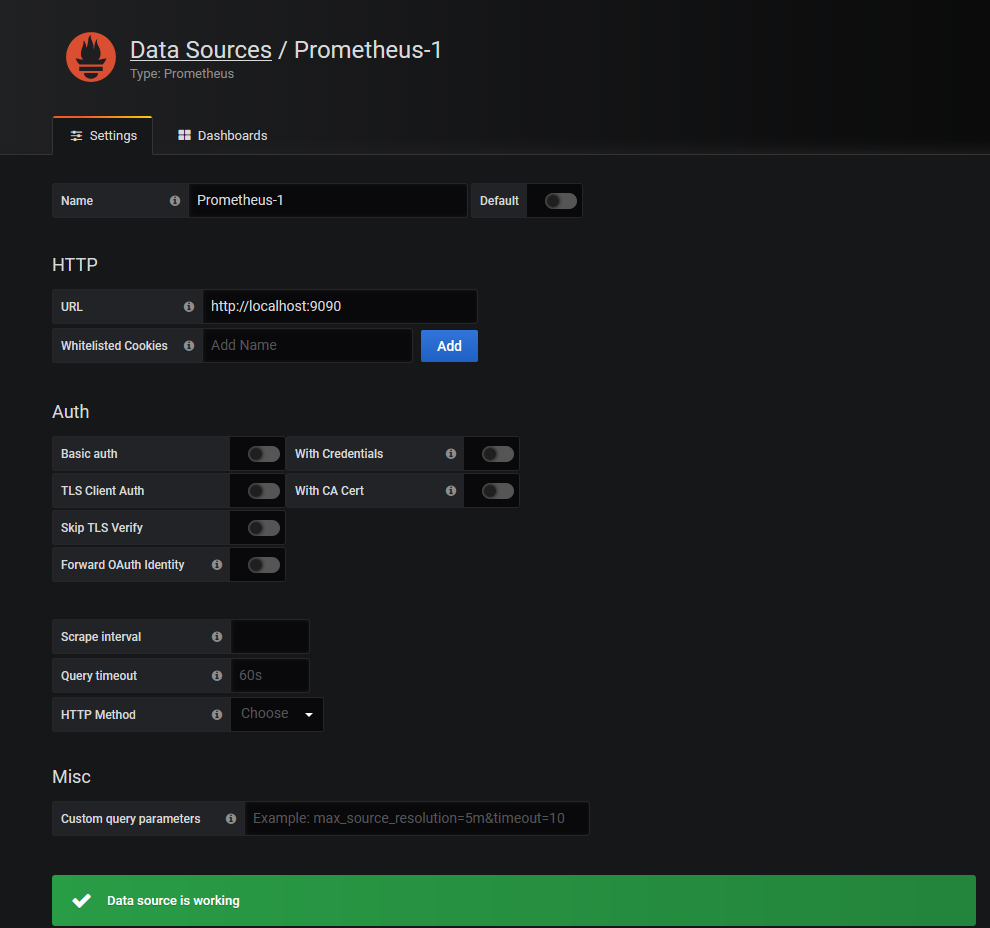 Data Sources / Prometheus-1
Type: Prometheus
Settings
Dashboards
Name
Prometheus-1
Default
HTTP
URL
http://localhost:9090
Whitelisted Cookies
Add Name
Add
Auth
Basic auth
With Credentials
TLS Client Auth
With CA Cert
Skip TLS Verify
Forward OAuth Identity
Scrape interval
Query timeout
60s
HTTP Method
Choose
Misc
Custom query parameters
Example: max_source_resolution=5m&timeout=10
Data source is working